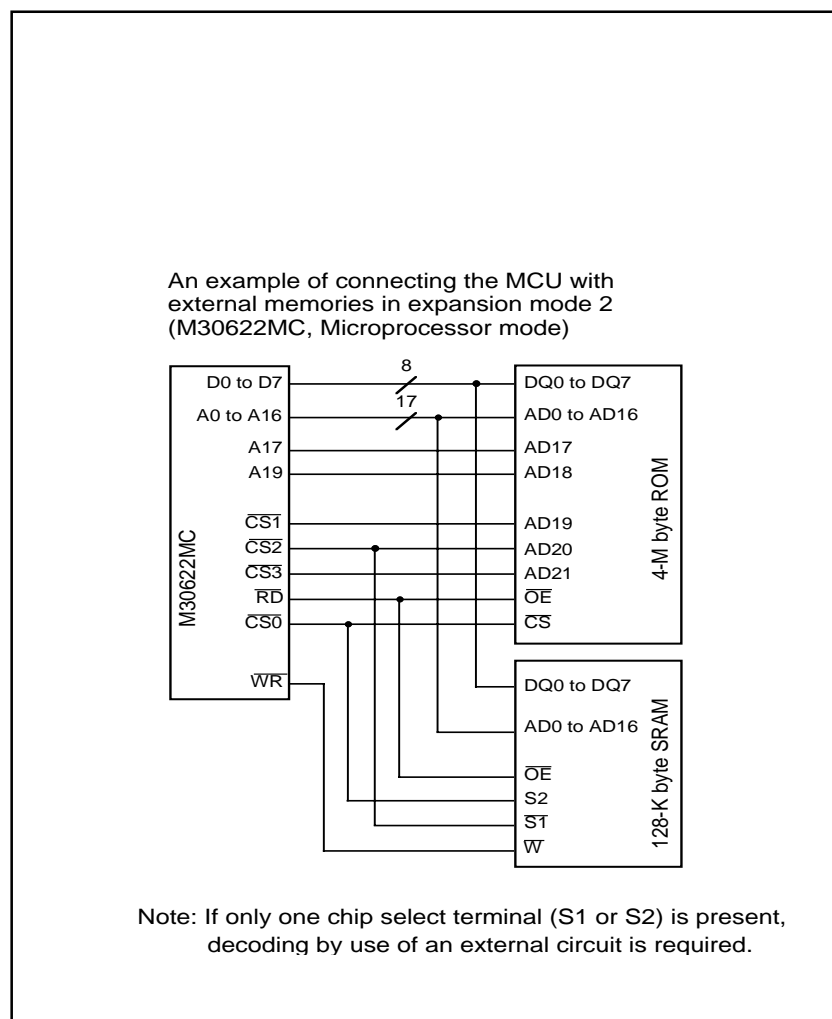 An example of connecting the MCU with
external memories in expansion mode 2
(M30622MC, Microprocessor mode)
M30622MC
D0 to D7
A0 to A16
A17
A19
CS1
CS2
CS3
RD
CS0
WR
8
17
DQ0 to DQ7
AD0 to AD16
AD17
AD18
AD19
AD20
AD21
OE
CS
4-M byte ROM
DQ0 to DQ7
AD0 to AD16
OE
S2
S1
W
128-K byte SRAM
Note: If only one chip select terminal (S1 or S2) is present,
decoding by use of an external circuit is required.